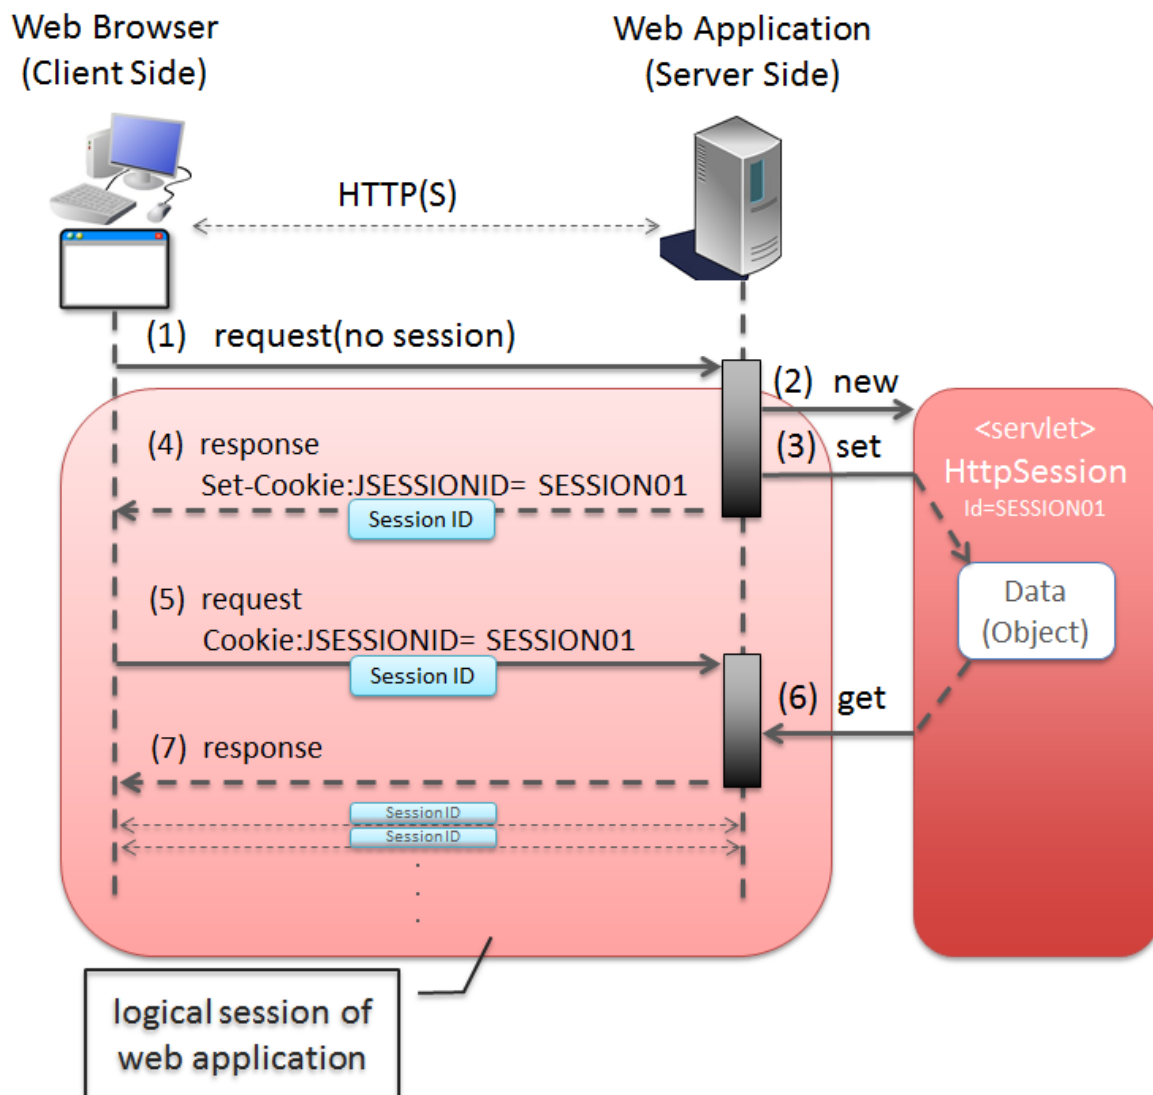 Web Browser
(Client Side)
Web Application
(Server Side)
HTTP(S)
(1) request(no session)
(2) new
(3) set
<servlet>
HttpSession
Id=SESSION01
(4) response
Set-Cookie:JSESSIONID= SESSION01
Session ID
Data
(Object)
(5) request
Cookie:JSESSIONID= SESSION01
Session ID
(6) get
(7) response
Session ID
Session ID
.
.
.
logical session of
web application